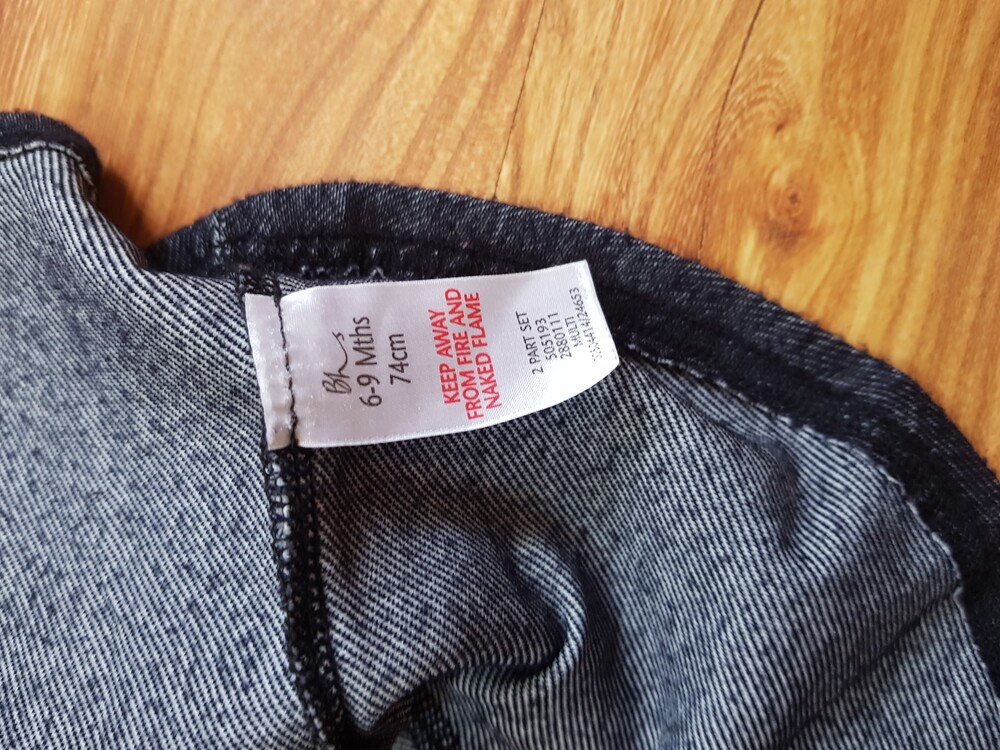 Bhs
6-9 Mths
74cm
KEEP AWAY
FROM FIRE AND
NAKED FLAME
2 PART SET
505193
2880111
MULTI